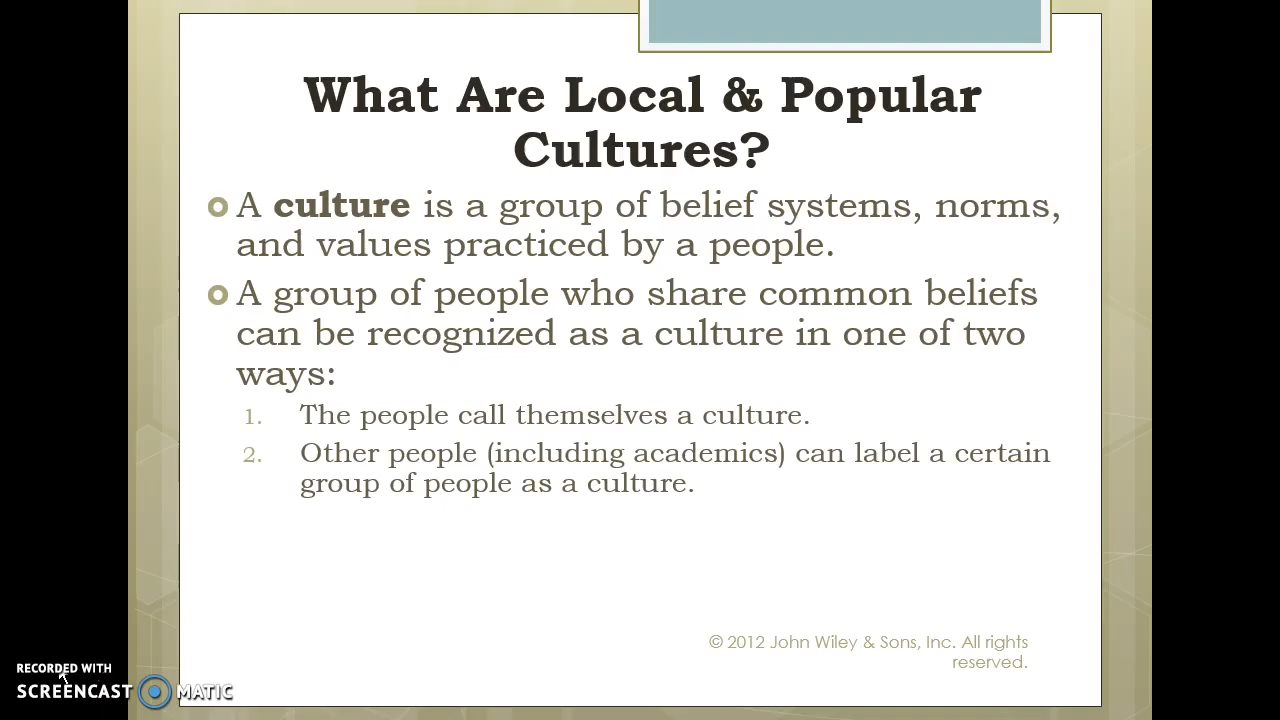 What Are Local & Popular
Cultures?
A culture is a group of belief systems, norms,
and values practiced by a people.
A group of people who share common beliefs
can be recognized as a culture in one of two
ways:
1. The people call themselves a culture.
2. Other people (including academics) can label a certain
group of people as a culture.
© 2012 John Wiley & Sons, Inc. All rights
reserved.
RECORDED WITH
SCREENCAST MATIC